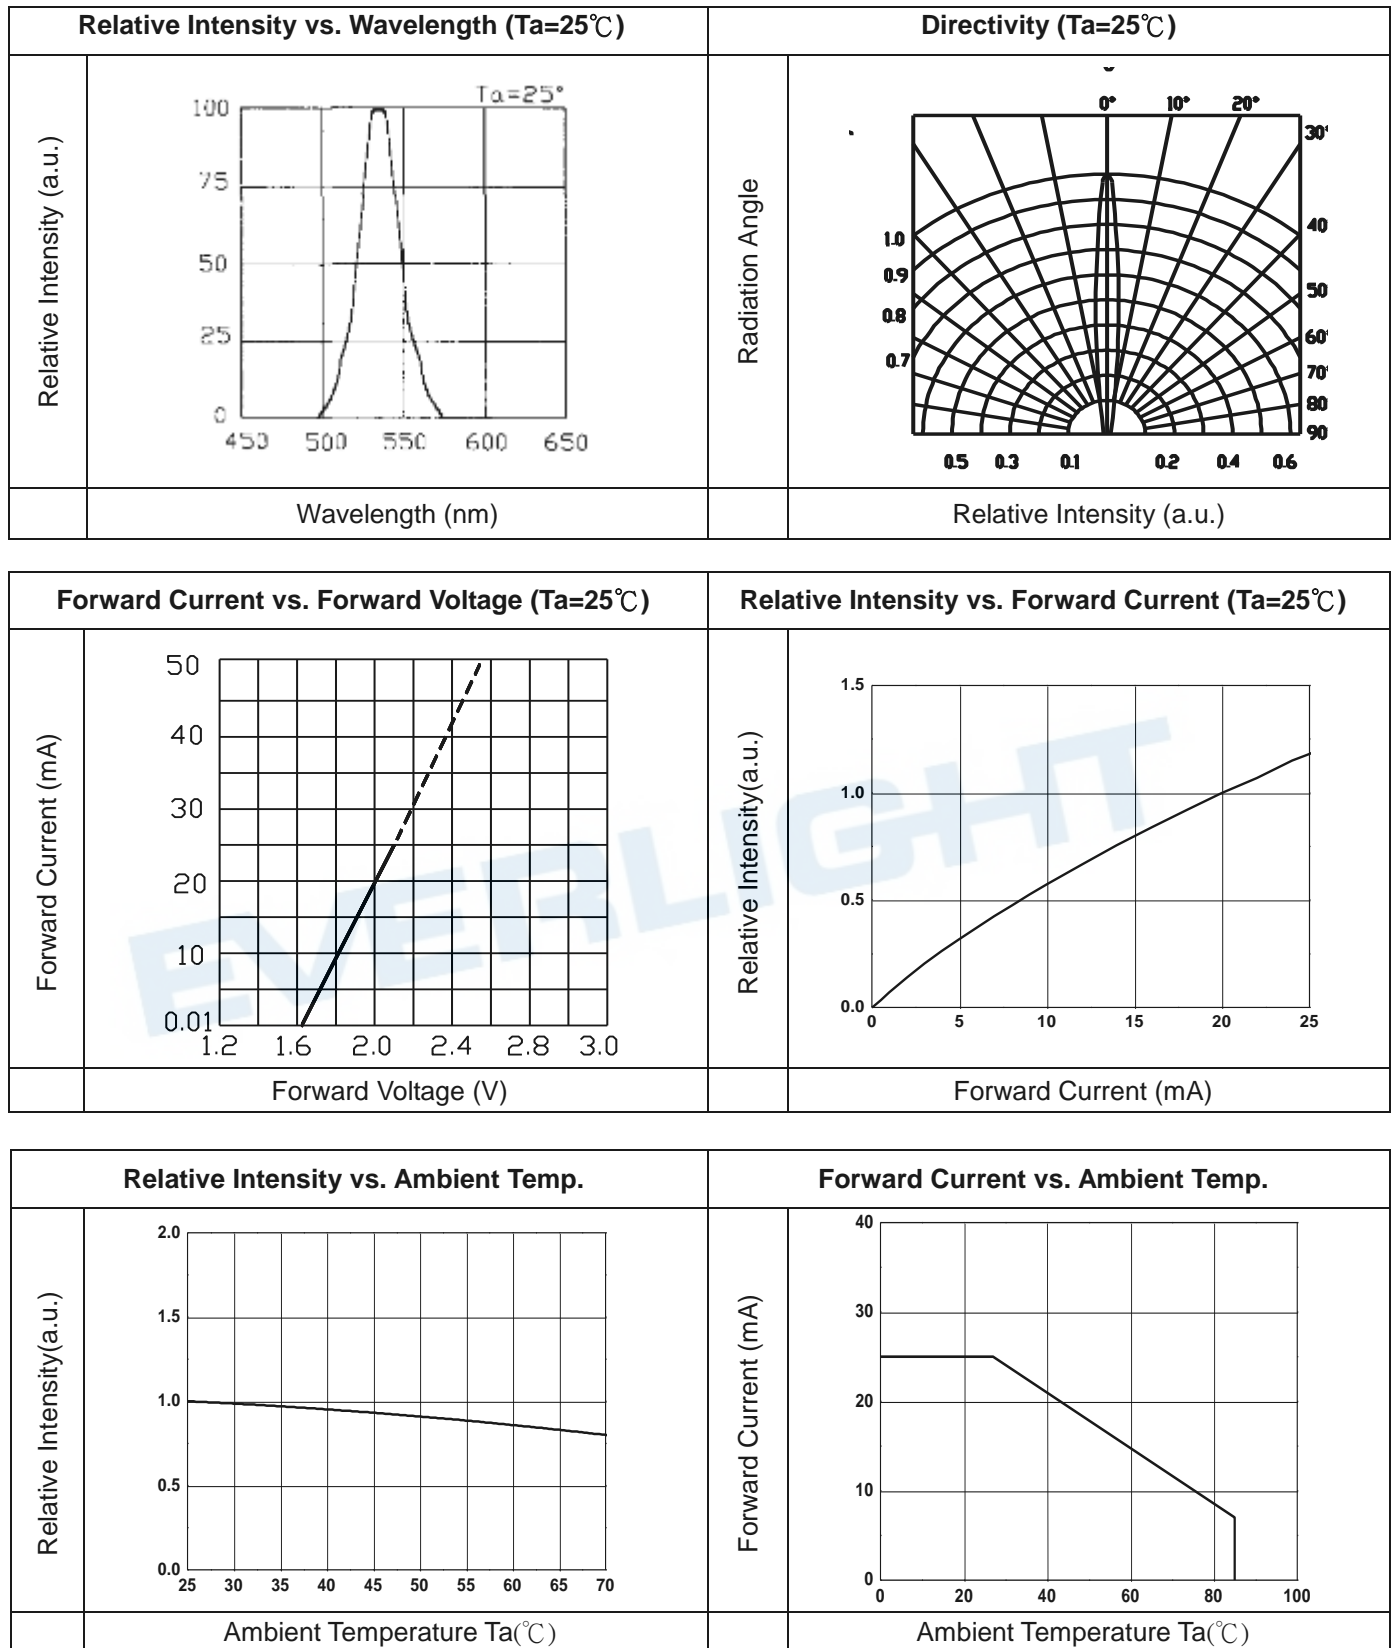 Relative Intensity vs. Wavelength (Ta=25℃)
Relative Intensity (a.u.)
Ta=25°
100
75
50
25
0
450 500 550 600 650
Wavelength (nm)
Directivity (Ta=25℃)
Radiation Angle
0° 10° 20°
30°
40
50
60°
70°
80
90
1.0
0.9
0.8
0.7
0.5 0.3 0.1 0.2 0.4 0.6
Relative Intensity (a.u.)
Forward Current vs. Forward Voltage (Ta=25℃)
Forward Current (mA)
50
40
30
20
10
0.01
1.2 1.6 2.0 2.4 2.8 3.0
Forward Voltage (V)
Relative Intensity vs. Forward Current (Ta=25℃)
Relative Intensity(a.u.)
1.5
1.0
0.5
0.0
0 5 10 15 20 25
Forward Current (mA)
EVERLIGHT
Relative Intensity vs. Ambient Temp.
Relative Intensity(a.u.)
2.0
1.5
1.0
0.5
0.0
25 30 35 40 45 50 55 60 65 70
Ambient Temperature Ta(℃)
Forward Current vs. Ambient Temp.
Forward Current (mA)
40
30
20
10
0
0 20 40 60 80 100
Ambient Temperature Ta(℃)